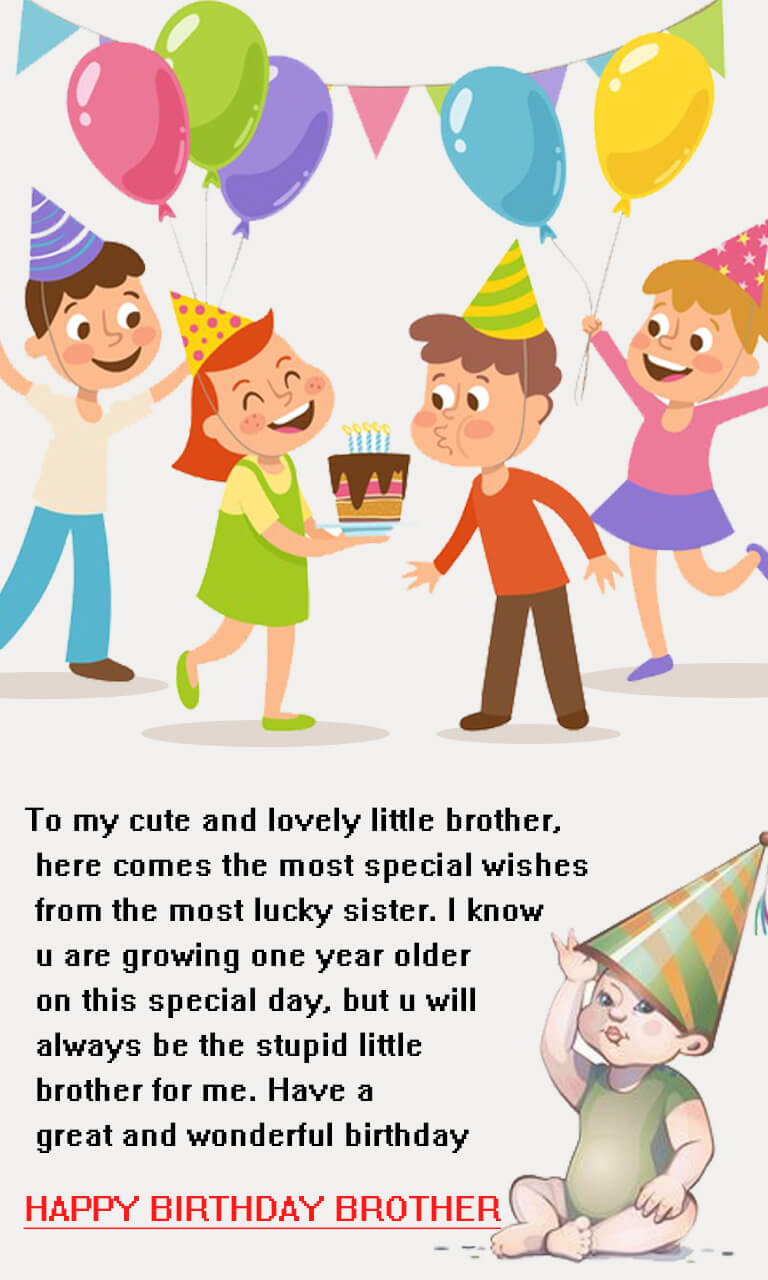 To my cute and lovely little brother,
here comes the most special wishes
from the most lucky sister. I know
u are growing one year older
on this special day, but u will
always be the stupid little
brother for me. Have a
great and wonderful birthday
HAPPY BIRTHDAY BROTHER